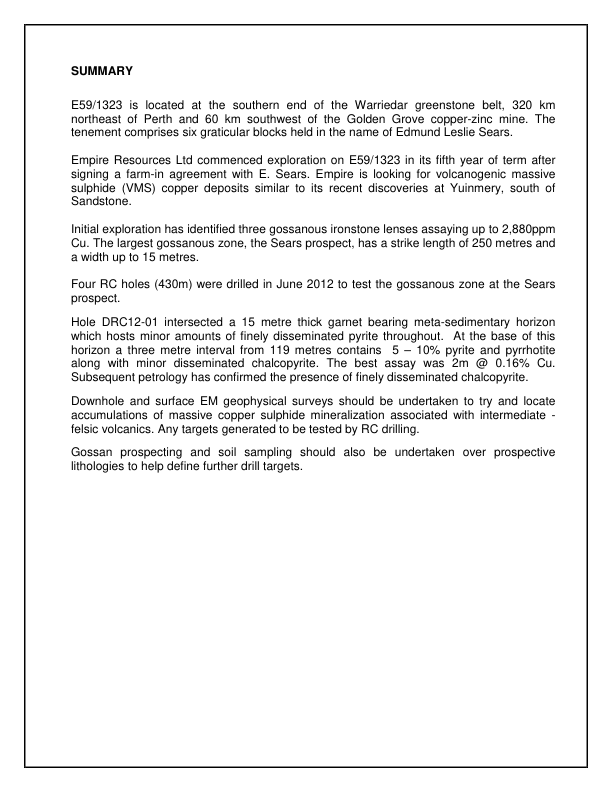 SUMMARY
E59/1323 is located at the southern end of the Warriedar greenstone belt, 320 km
northeast of Perth and 60 km southwest of the Golden Grove copper-zinc mine. The
tenement comprises six graticular blocks held in the name of Edmund Leslie Sears.
Empire Resources Ltd commenced exploration on E59/1323 in its fifth year of term after
signing a farm-in agreement with E. Sears. Empire is looking for volcanogenic massive
sulphide (VMS) copper deposits similar to its recent discoveries at Yuinmery, south of
Sandstone.
Initial exploration has identified three gossanous ironstone lenses assaying up to 2,880ppm
Cu. The largest gossanous zone, the Sears prospect, has a strike length of 250 metres and
a width up to 15 metres.
Four RC holes (430m) were drilled in June 2012 to test the gossanous zone at the Sears
prospect.
Hole DRC12-01 intersected a 15 metre thick garnet bearing meta-sedimentary horizon
which hosts minor amounts of finely disseminated pyrite throughout. At the base of this
horizon a three metre interval from 119 metres contains 5 – 10% pyrite and pyrrhotite
along with minor disseminated chalcopyrite. The best assay was 2m @ 0.16% Cu.
Subsequent petrology has confirmed the presence of finely disseminated chalcopyrite.
Downhole and surface EM geophysical surveys should be undertaken to try and locate
accumulations of massive copper sulphide mineralization associated with intermediate -
felsic volcanics. Any targets generated to be tested by RC drilling.
Gossan prospecting and soil sampling should also be undertaken over prospective
lithologies to help define further drill targets.